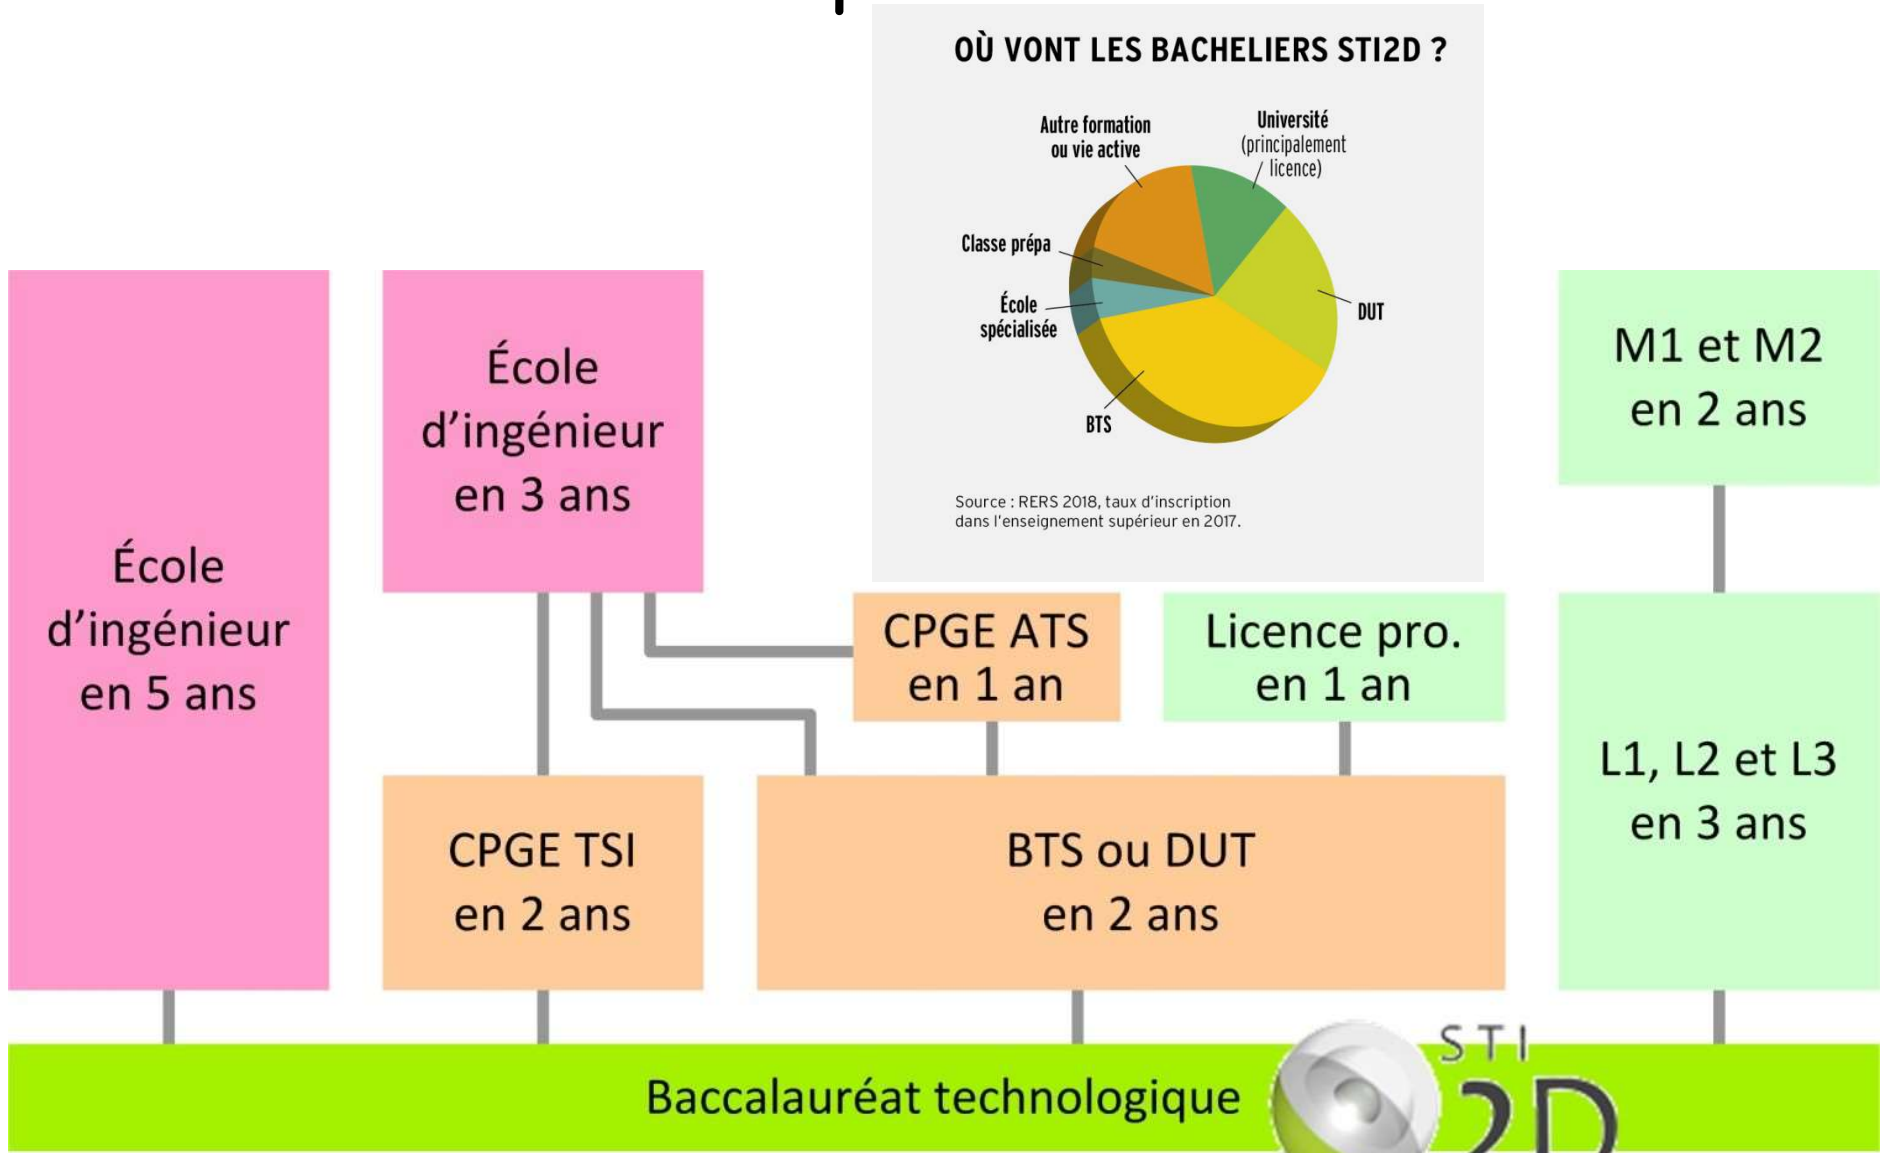 OÙ VONT LES BACHELIERS STI2D ?
Autre formation
ou vie active
Université
(principalement
licence)
Classe prépa
École
spécialisée
DUT
BTS
Source : RERS 2018, taux d'inscription
dans l'enseignement supérieur en 2017.
École
d'ingénieur
en 5 ans
École
d'ingénieur
en 3 ans
CPGE ATS
en 1 an
Licence pro.
en 1 an
M1 et M2
en 2 ans
L1, L2 et L3
en 3 ans
CPGE TSI
en 2 ans
BTS ou DUT
en 2 ans
Baccalauréat technologique
STI
2D